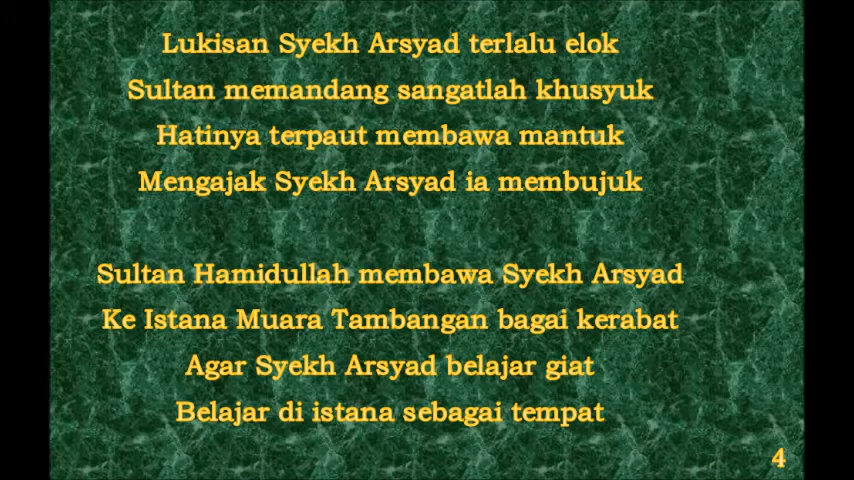 Lukisan Syekh Arsyad terlalu elok
Sultan memandang sangatlah khusyuk
Hatinya terpaut membawa mantuk
Mengajak Syekh Arsyad ia membujuk
Sultan Hamidullah membawa Syekh Arsyad
Ke Istana Muara Tambangan bagai kerabat
Agar Syekh Arsyad belajar giat
Belajar di istana sebagai tempat
4